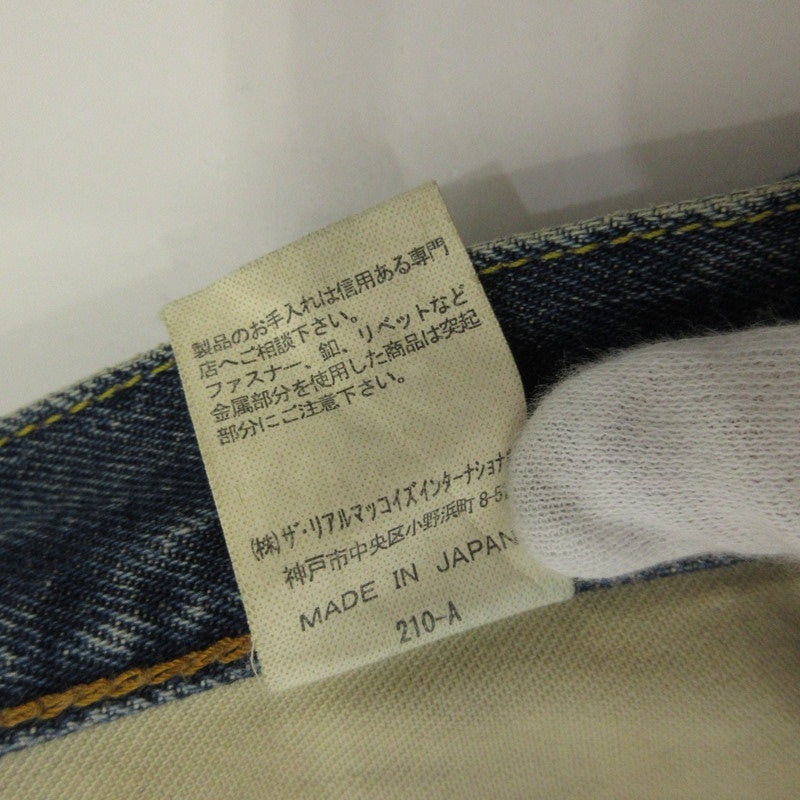 製品のお手入れは信用ある専門
店へご相談下さい。
ファスナー、釦、リベットなど
金属部分を使用した商品は突起
部分にご注意下さい。
(株)ザ・リアルマッコイズインターナショナ
神戸市中央区小野浜町8-5
MADE IN JAPAN
210-A